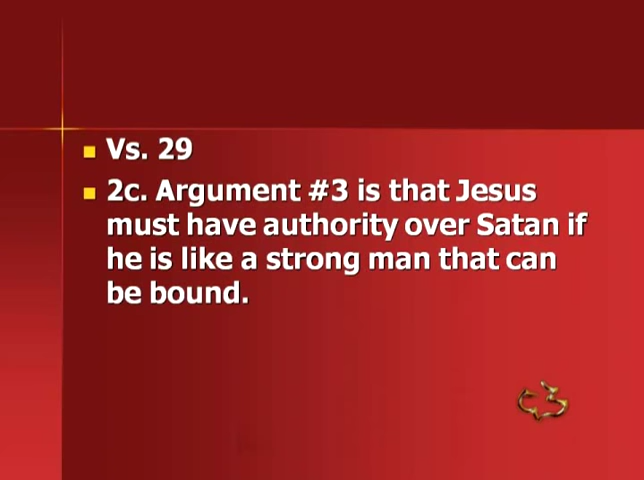 Vs. 29
2c. Argument #3 is that Jesus
must have authority over Satan if
he is like a strong man that can
be bound.